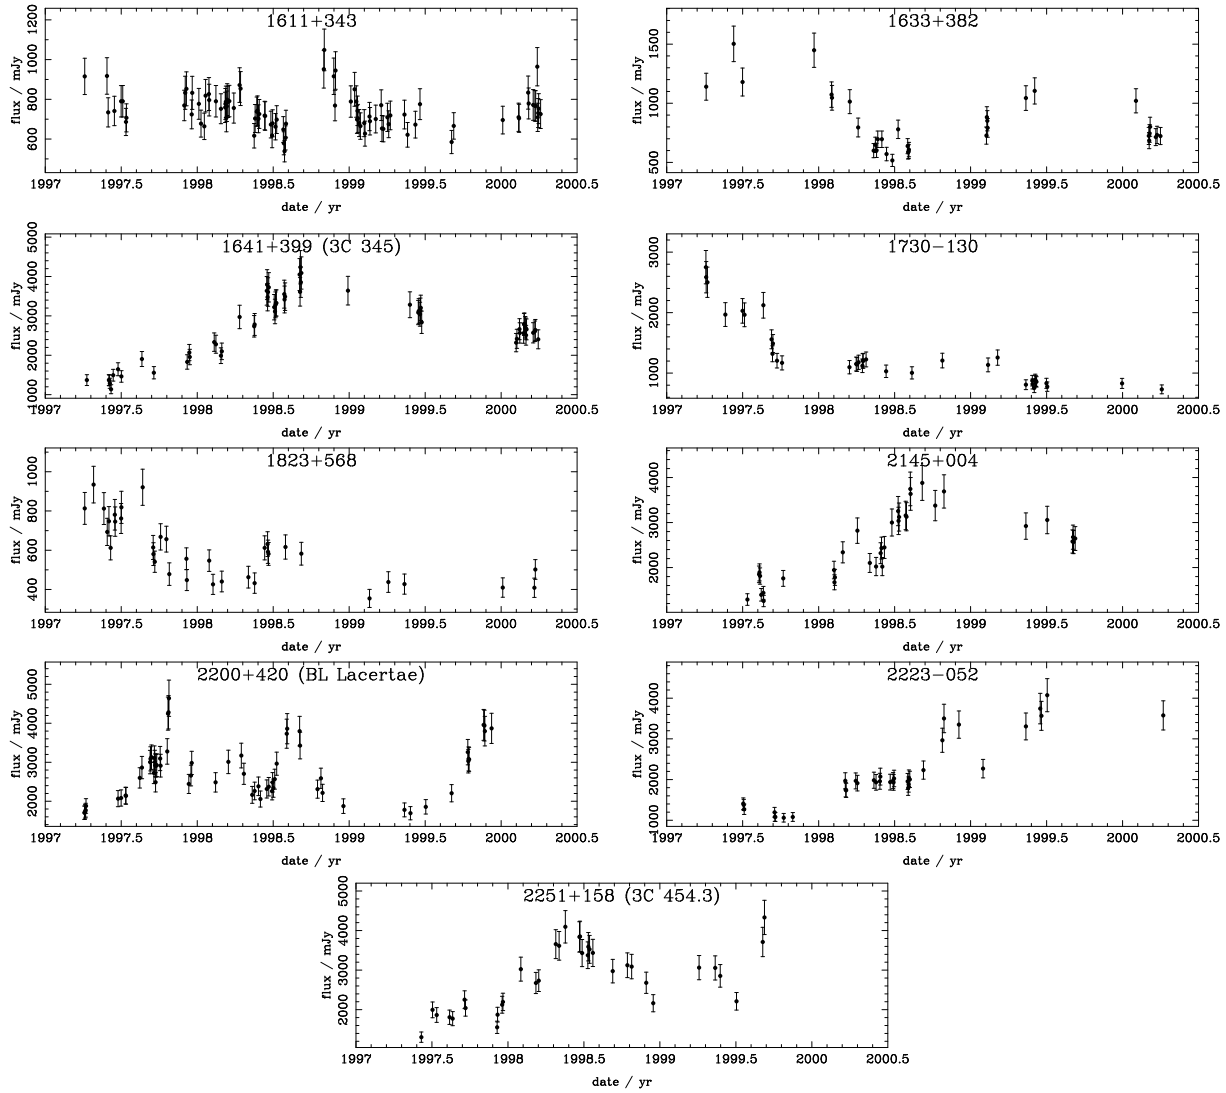 1611+343
flux / mJy
600 800 1000 1200
1997 1997.5 1998 1998.5 1999 1999.5 2000 2000.5
date / yr
1633+382
flux / mJy
500 1000 1500
1997 1997.5 1998 1998.5 1999 1999.5 2000 2000.5
date / yr
1641+399 (3C 345)
flux / mJy
1000 2000 3000 4000 5000
1997 1997.5 1998 1998.5 1999 1999.5 2000 2000.5
date / yr
1730−130
flux / mJy
1000 2000 3000
1997 1997.5 1998 1998.5 1999 1999.5 2000 2000.5
date / yr
1823+568
flux / mJy
400 600 800 1000
1997 1997.5 1998 1998.5 1999 1999.5 2000 2000.5
date / yr
2145+004
flux / mJy
2000 3000 4000
1997 1997.5 1998 1998.5 1999 1999.5 2000 2000.5
date / yr
2200+420 (BL Lacertae)
flux / mJy
2000 3000 4000 5000
1997 1997.5 1998 1998.5 1999 1999.5 2000 2000.5
date / yr
2223−052
flux / mJy
1000 2000 3000 4000
1997 1997.5 1998 1998.5 1999 1999.5 2000 2000.5
date / yr
2251+158 (3C 454.3)
flux / mJy
2000 3000 4000 5000
1997 1997.5 1998 1998.5 1999 1999.5 2000 2000.5
date / yr